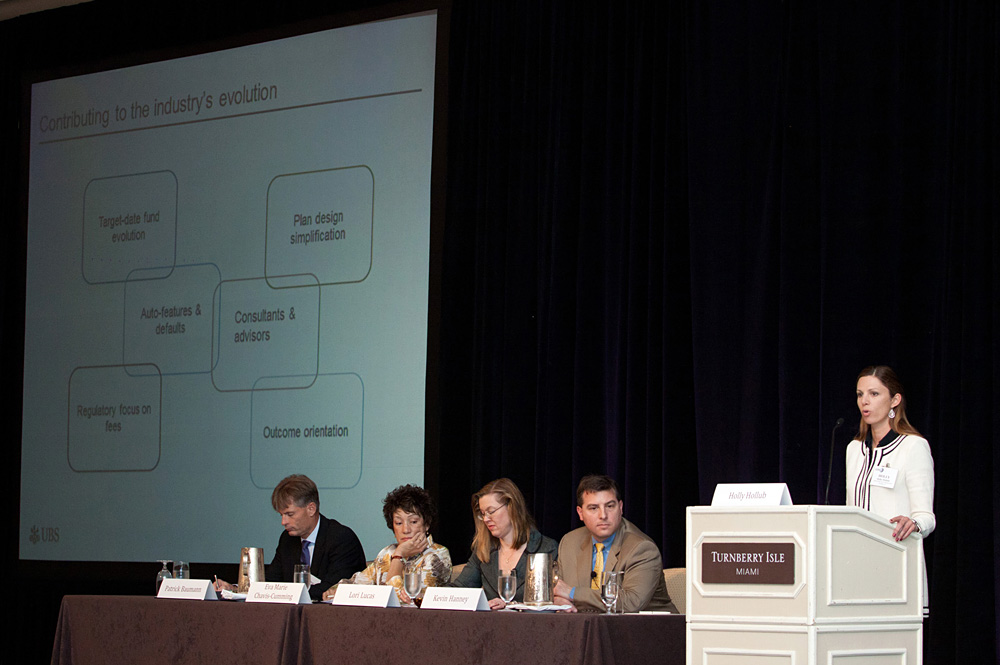 Contributing to the industry's evolution
Target-date fund
evolution
Plan design
simplification
Auto-features &
defaults
Consultants &
advisors
Regulatory focus on
fees
Outcome orientation
UBS
Patrick Baumann
Eva Marie
Chavis-Cumming
Lori Lucas
Kevin Hanney
Holly Hollub
TURNBERRY ISLE
MIAMI